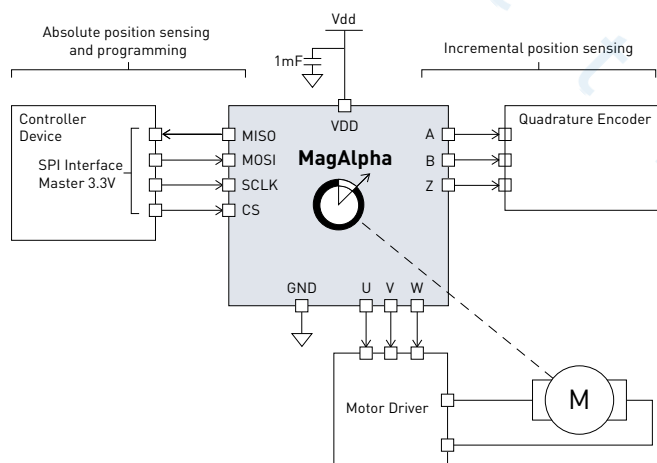 Absolute position sensing
and programming
Vdd
1mF
Incremental position sensing
Controller
Device
SPI Interface
Master 3.3V
MISO
MOSI
SCLK
CS
VDD
MagAlpha
A
B
Z
Quadrature Encoder
GND
U V W
Motor Driver
M